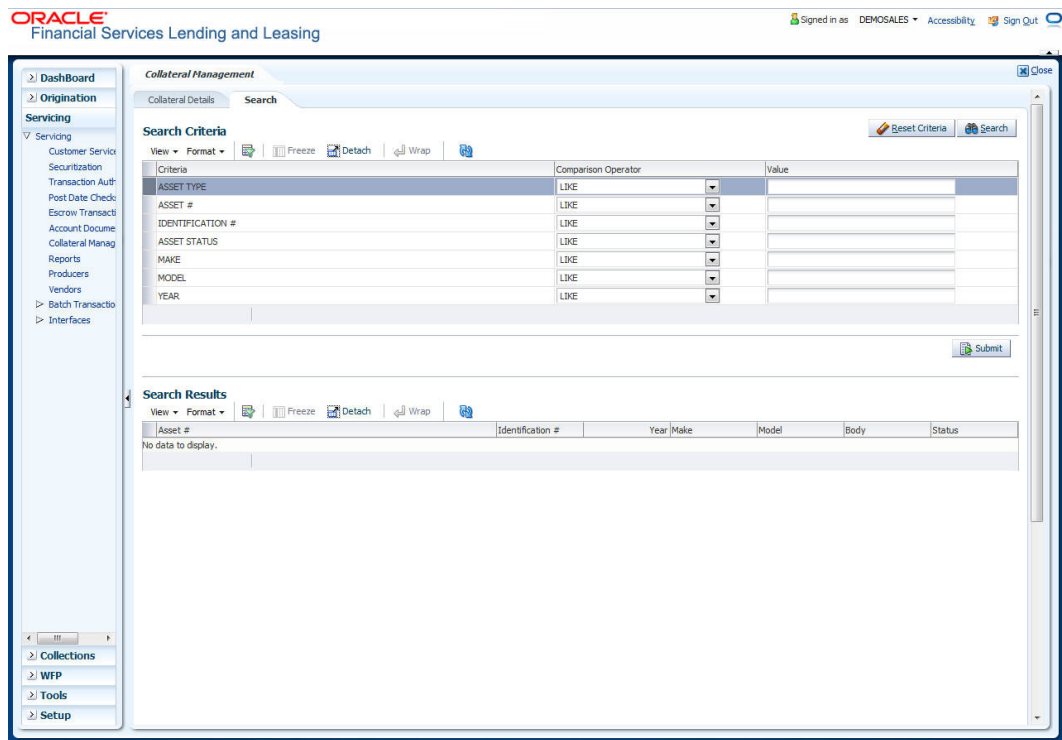 ORACLE
Financial Services Lending and Leasing
Signed in as DEMOSALES Accessibility Sign Out
DashBoard
Origination
Servicing
Servicing
Customer Service
Securitization
Transaction Auth
Post Date Checks
Escrow Transacti
Account Docume
Collateral Manag
Reports
Producers
Vendors
Batch Transactio
Interfaces
Collections
WFP
Tools
Setup
Collateral Management
Close
Collateral Details Search
Search Criteria
Reset Criteria Search
View Format Freeze Detach Wrap
Criteria Comparison Operator Value
ASSET TYPE LIKE
ASSET # LIKE
IDENTIFICATION # LIKE
ASSET STATUS LIKE
MAKE LIKE
MODEL LIKE
YEAR LIKE
Submit
Search Results
View Format Freeze Detach Wrap
Asset # Identification # Year Make Model Body Status
No data to display.